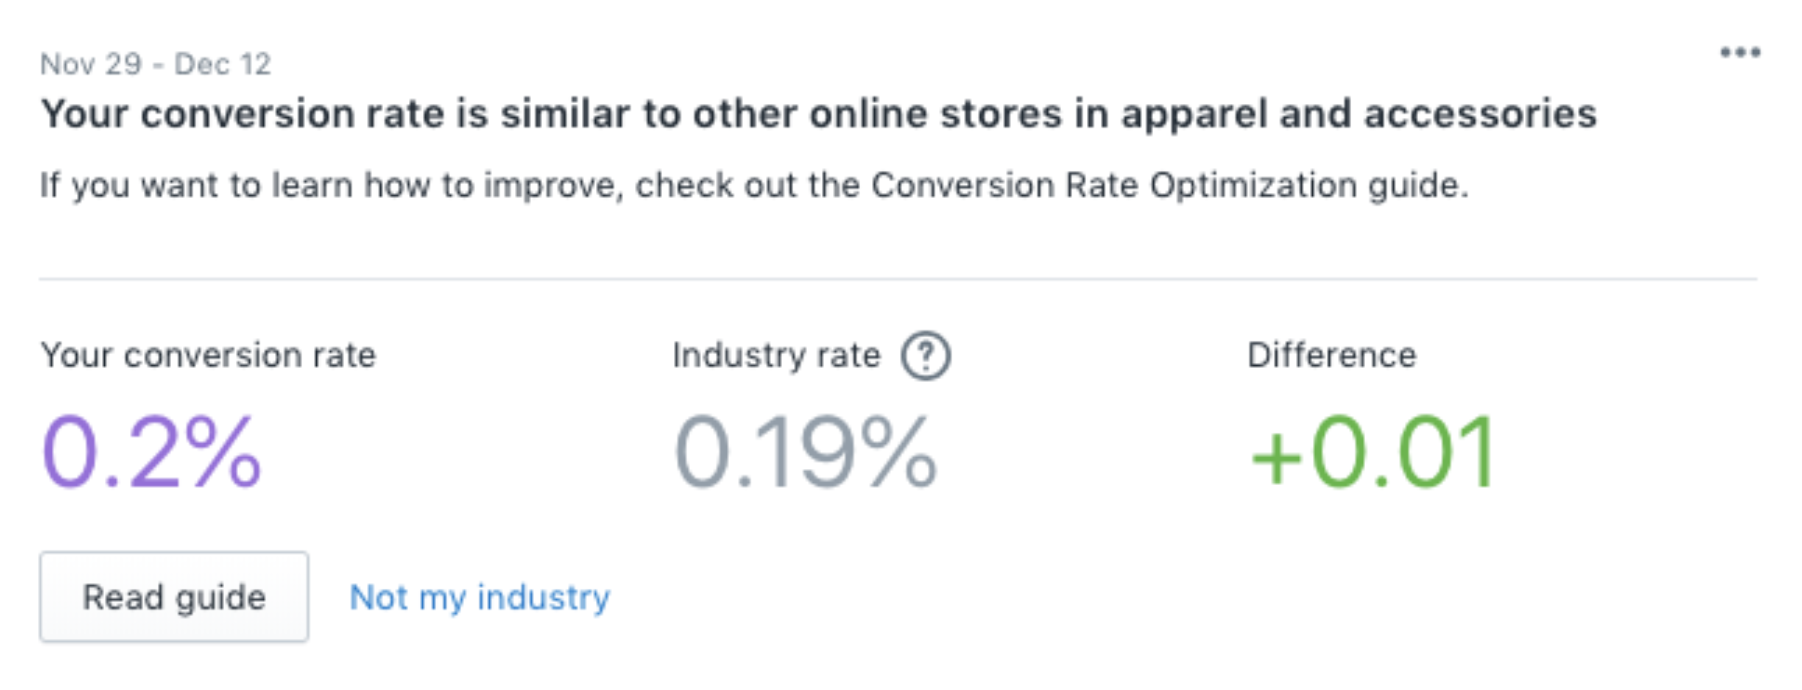 Nov 29 - Dec 12
Your conversion rate is similar to other online stores in apparel and accessories
If you want to learn how to improve, check out the Conversion Rate Optimization guide.
Your conversion rate
Industry rate ?
Difference
0.2%
0.19%
+0.01
Read guide
Not my industry